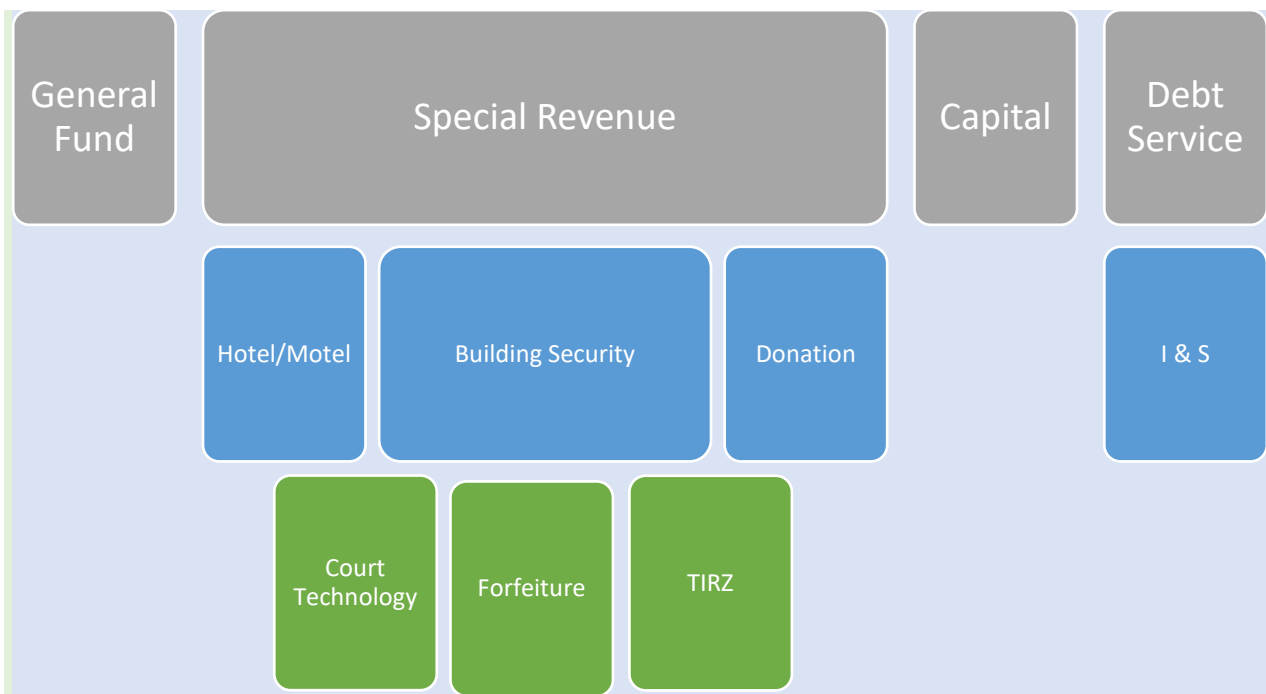 General
Fund
Special Revenue
Capital
Debt
Service
Hotel/Motel
Building Security
Donation
I & S
Court
Technology
Forfeiture
TIRZ